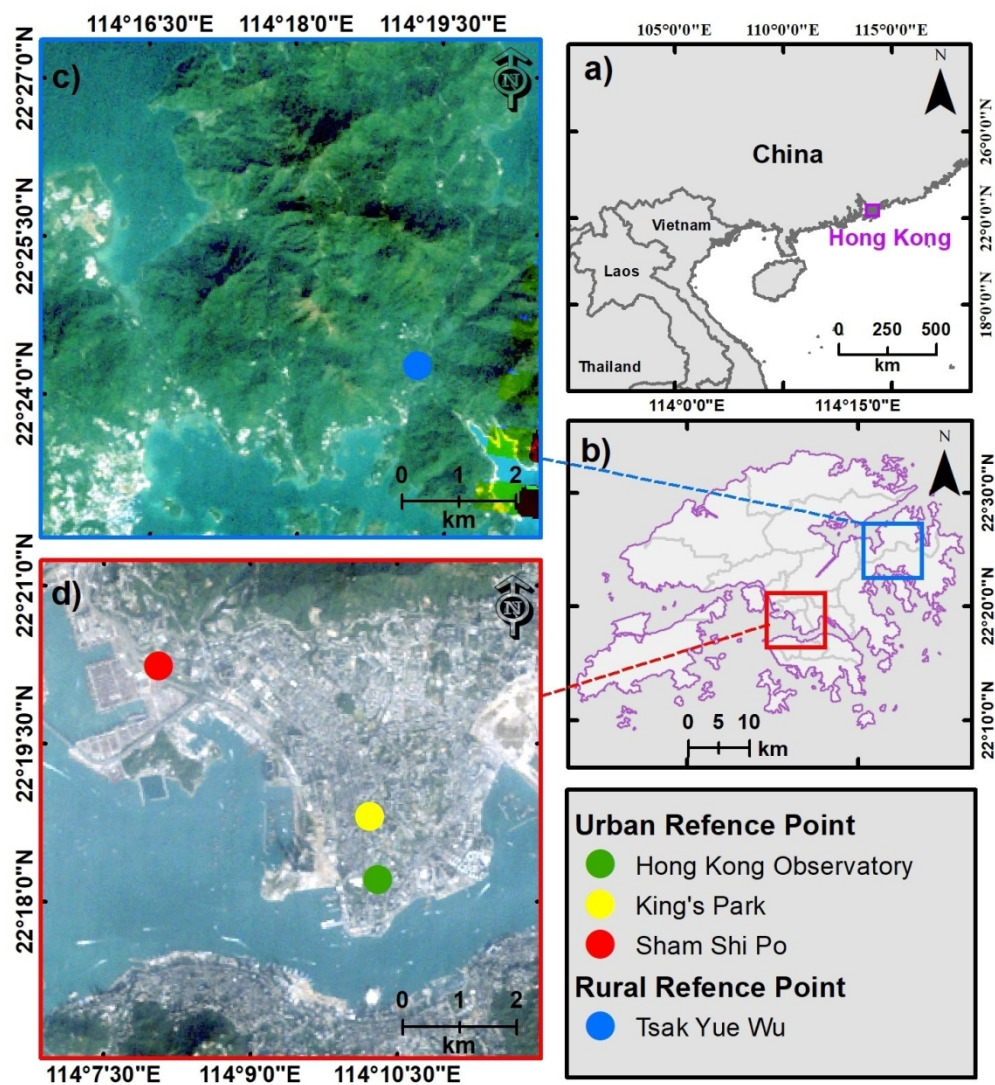 114°16'30"E 114°18'0"E 114°19'30"E
c)
N
22°27'0"N
22°25'30"N
22°24'0"N
0 1 2
km
105°0'0"E 110°0'0"E 115°0'0"E
a)
N
China
Vietnam
Hong Kong
Laos
Thailand
0 250 500
km
26°0'0"N
22°0'0"N
18°0'0"N
114°0'0"E 114°15'0"E
b)
N
22°30'0"N
22°20'0"N
22°10'0"N
0 5 10
km
d)
N
22°21'0"N
22°19'30"N
22°18'0"N
0 1 2
km
114°7'30"E 114°9'0"E 114°10'30"E
Urban Refence Point
Hong Kong Observatory
King's Park
Sham Shi Po
Rural Refence Point
Tsak Yue Wu